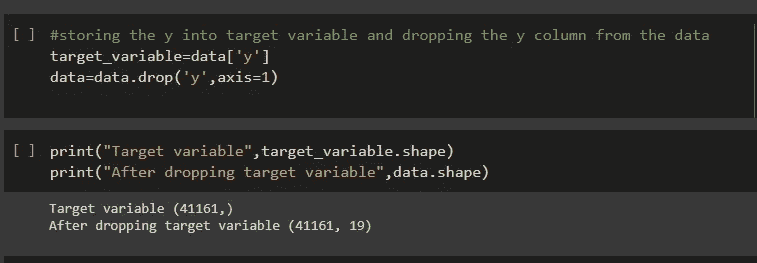 [ ] #storing the y into target variable and dropping the y column from the data
target_variable=data['y']
data=data.drop('y',axis=1)
[ ] print("Target variable",target_variable.shape)
print("After dropping target variable",data.shape)
Target variable (41161,)
After dropping target variable (41161, 19)